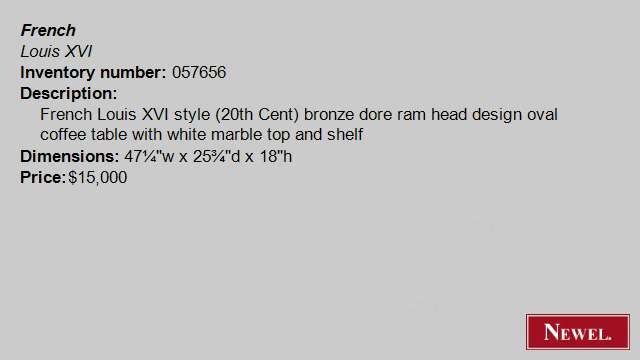 French
Louis XVI
Inventory number: 057656
Description:
French Louis XVI style (20th Cent) bronze dore ram head design oval
coffee table with white marble top and shelf
Dimensions: 47¼"w x 25¾"d x 18"h
Price:$15,000
NEWEL.